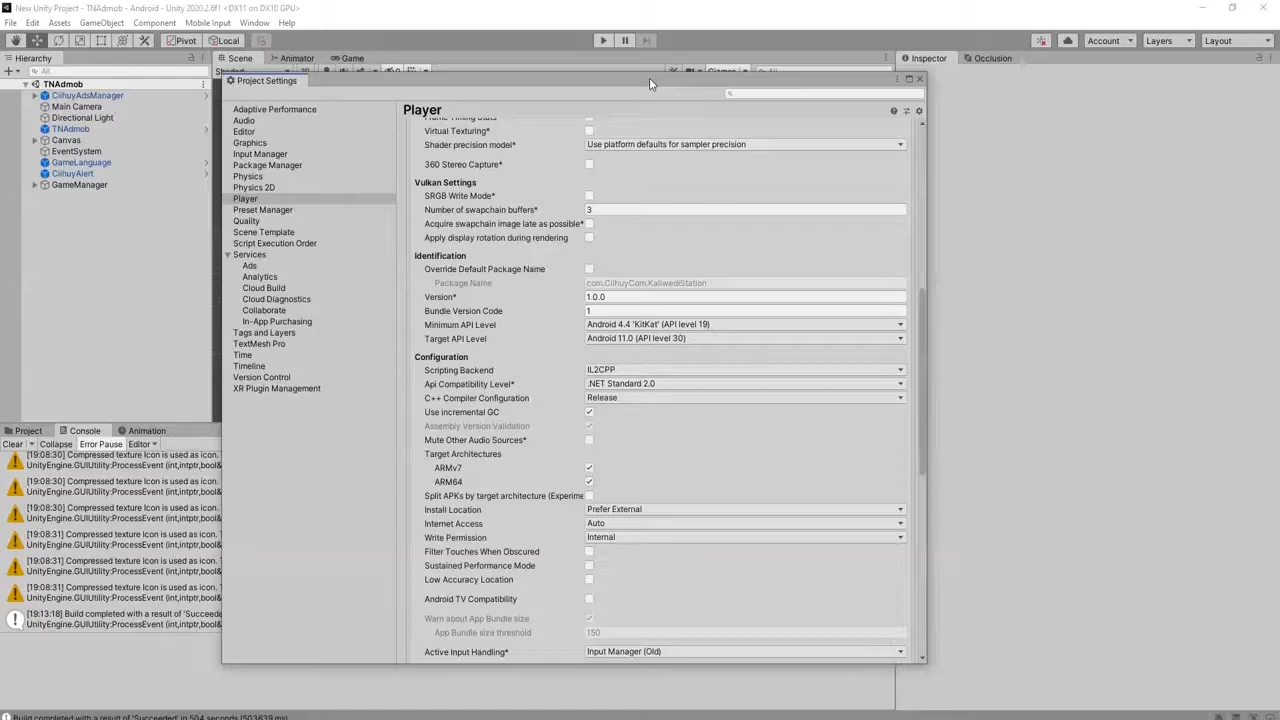 New Unity Project - TNAdmob - Android - Unity 2020.2.6f1 <DX11 on DX10 GPU>
File Edit Assets GameObject Component Mobile Input Window Help
Pivot Local Account Layers Layout
Hierarchy Scene Animator Game Inspector Occlusion
All
TNAdmob
CiihuyAdsManager
Main Camera
Directional Light
TNAdmob
Canvas
EventSystem
GameLanguage
CiihuyAlert
GameManager
Project Console Animation
Clear Collapse Error Pause Editor
[19:08:30] Compressed texture Icon is used as icon. T
UnityEngine.GUIUtility:ProcessEvent (int,intptr,bool&
[19:08:30] Compressed texture Icon is used as icon. T
UnityEngine.GUIUtility:ProcessEvent (int,intptr,bool&
[19:08:30] Compressed texture Icon is used as icon. T
UnityEngine.GUIUtility:ProcessEvent (int,intptr,bool&
[19:08:31] Compressed texture Icon is used as icon. T
UnityEngine.GUIUtility:ProcessEvent (int,intptr,bool&
[19:08:31] Compressed texture Icon is used as icon. T
UnityEngine.GUIUtility:ProcessEvent (int,intptr,bool&
[19:08:31] Compressed texture Icon is used as icon. T
UnityEngine.GUIUtility:ProcessEvent (int,intptr,bool&
[19:13:18] Build completed with a result of 'Succeede
UnityEngine.GUIUtility:ProcessEvent (int,intptr,bool&
Build completed with a result of 'Succeeded' in 504 seconds (503639 ms)
Project Settings
Adaptive Performance
Audio
Editor
Graphics
Input Manager
Package Manager
Physics
Physics 2D
Player
Preset Manager
Quality
Scene Template
Script Execution Order
Services
Ads
Analytics
Cloud Build
Cloud Diagnostics
Collaborate
In-App Purchasing
Tags and Layers
TextMesh Pro
Time
Timeline
Version Control
XR Plugin Management
Player
Frame Timing Stats
Virtual Texturing*
Shader precision model* Use platform defaults for sampler precision
360 Stereo Capture*
Vulkan Settings
SRGB Write Mode*
Number of swapchain buffers* 3
Acquire swapchain image late as possible*
Apply display rotation during rendering
Identification
Override Default Package Name
Package Name com.CiihuyCom.KaliwediStation
Version* 1.0.0
Bundle Version Code 1
Minimum API Level Android 4.4 'KitKat' (API level 19)
Target API Level Android 11.0 (API level 30)
Configuration
Scripting Backend IL2CPP
Api Compatibility Level* .NET Standard 2.0
C++ Compiler Configuration Release
Use incremental GC
Assembly Version Validation
Mute Other Audio Sources*
Target Architectures
ARMv7
ARM64
Split APKs by target architecture (Experime
Install Location Prefer External
Internet Access Auto
Write Permission Internal
Filter Touches When Obscured
Sustained Performance Mode
Low Accuracy Location
Android TV Compatibility
Warn about App Bundle size
App Bundle size threshold 150
Active Input Handling* Input Manager (Old)